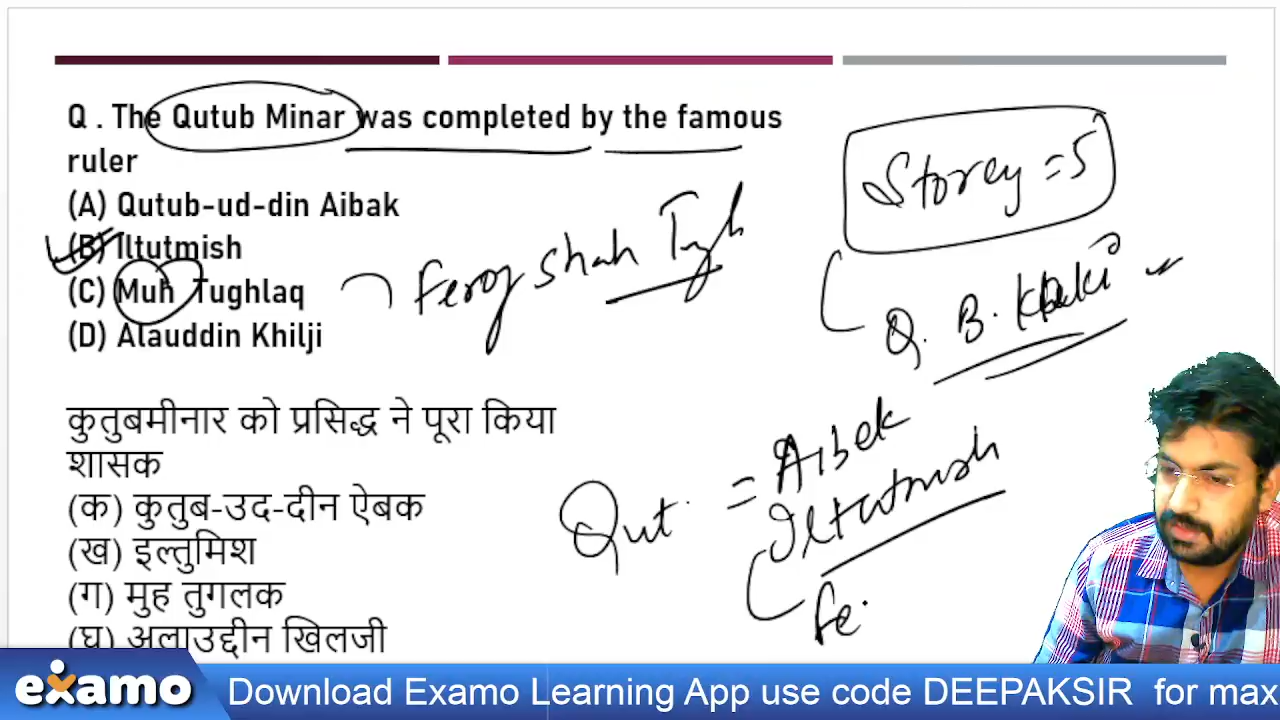 Q . The Qutub Minar was completed by the famous
ruler
(A) Qutub-ud-din Aibak
(B) Iltutmish
(C) Muh Tughlaq
(D) Alauddin Khilji
Storey = 5
Feroz Shah Tugh
Q. B. Kaki
कुतुबमीनार को प्रसिद्ध ने पूरा किया
शासक
(क) कुतुब-उद-दीन ऐबक
(ख) इल्तुमिश
(ग) मुह तुगलक
(घ) अलाउद्दीन खिलजी
Qut. = Aibek
Iltutmish
fe
examo Download Examo Learning App use code DEEPAKSIR for max